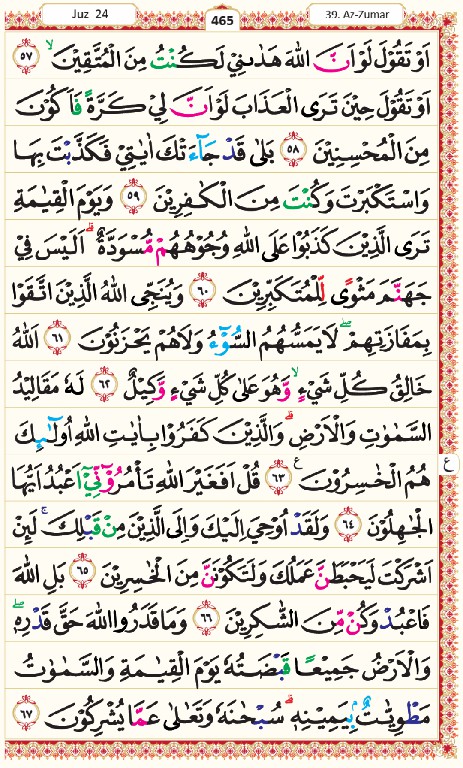 Juz 24
465
39. Az-Zumar
اَوْ تَقُوْلَ لَوْ اَنَّ اللّٰهَ هَدٰىنِيْ لَكُنْتُ مِنَ الْمُتَّقِيْنَ ۙ ٥٧
اَوْ تَقُوْلَ حِيْنَ تَرَى الْعَذَابَ لَوْ اَنَّ لِيْ كَرَّةً فَاَكُوْنَ
مِنَ الْمُحْسِنِيْنَ ٥٨ بَلٰى قَدْ جَاۤءَتْكَ اٰيٰتِيْ فَكَذَّبْتَ بِهَا
وَاسْتَكْبَرْتَ وَكُنْتَ مِنَ الْكٰفِرِيْنَ ٥٩ وَيَوْمَ الْقِيٰمَةِ
تَرَى الَّذِيْنَ كَذَبُوْا عَلَى اللّٰهِ وُجُوْهُهُمْ مُّسْوَدَّةٌ ۗ اَلَيْسَ فِيْ
جَهَنَّمَ مَثْوًى لِّلْمُتَكَبِّرِيْنَ ٦٠ وَيُنَجِّى اللّٰهُ الَّذِيْنَ اتَّقَوْا
بِمَفَازَتِهِمْ ۖ لَا يَمَسُّهُمُ السُّوْۤءُ وَلَا هُمْ يَحْزَنُوْنَ ٦١ اَللّٰهُ
خَالِقُ كُلِّ شَيْءٍ ۙ وَّهُوَ عَلٰى كُلِّ شَيْءٍ وَّكِيْلٌ ٦٢ لَهٗ مَقَالِيْدُ
السَّمٰوٰتِ وَالْاَرْضِ ۗ وَالَّذِيْنَ كَفَرُوْا بِاٰيٰتِ اللّٰهِ اُولٰۤىِٕكَ
هُمُ الْخٰسِرُوْنَ ࣖ ٦٣ قُلْ اَفَغَيْرَ اللّٰهِ تَأْمُرُوْۤنِّيْٓ اَعْبُدُ اَيُّهَا
ع
الْجٰهِلُوْنَ ٦٤ وَلَقَدْ اُوْحِيَ اِلَيْكَ وَاِلَى الَّذِيْنَ مِنْ قَبْلِكَ ۚ لَىِٕنْ
اَشْرَكْتَ لَيَحْبَطَنَّ عَمَلُكَ وَلَتَكُوْنَنَّ مِنَ الْخٰسِرِيْنَ ٦٥ بَلِ اللّٰهَ
فَاعْبُدْ وَكُنْ مِّنَ الشّٰكِرِيْنَ ٦٦ وَمَا قَدَرُوا اللّٰهَ حَقَّ قَدْرِهٖ ۖ
وَالْاَرْضُ جَمِيْعًا قَبْضَتُهٗ يَوْمَ الْقِيٰمَةِ وَالسَّمٰوٰتُ
مَطْوِيّٰتٌۢ بِيَمِيْنِهٖ ۗ سُبْحٰنَهٗ وَتَعٰلٰى عَمَّا يُشْرِكُوْنَ ٦٧